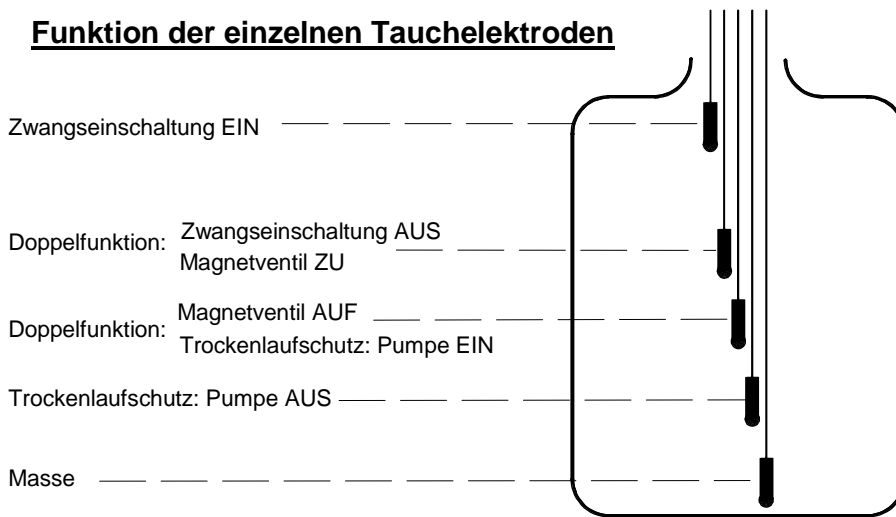 Funktion der einzelnen Tauchelektroden
Zwangseinschaltung EIN
Doppelfunktion: Zwangseinschaltung AUS
Magnetventil ZU
Doppelfunktion: Magnetventil AUF
Trockenlaufschutz: Pumpe EIN
Trockenlaufschutz: Pumpe AUS
Masse